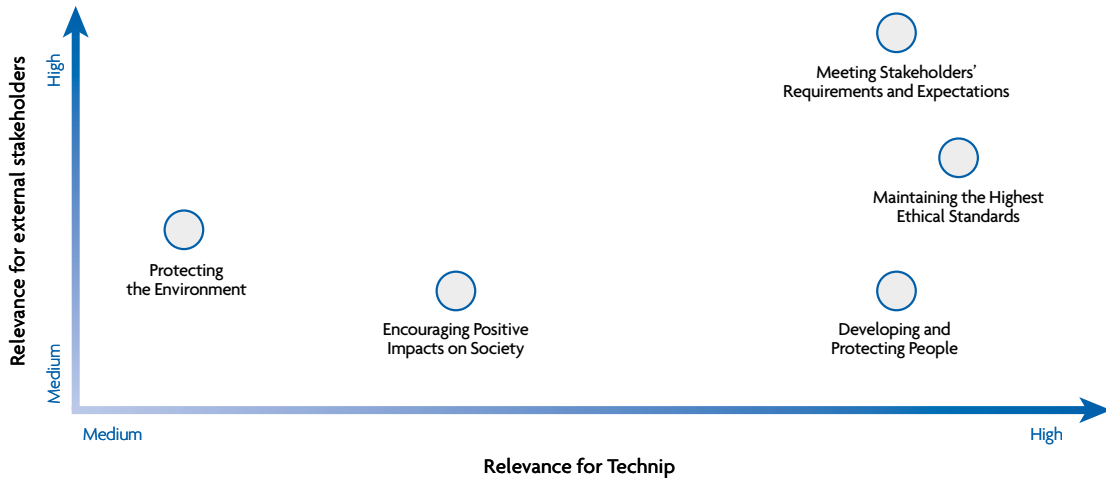 Relevance for external stakeholders
High
Medium
Meeting Stakeholders’
Requirements and Expectations
Maintaining the Highest
Ethical Standards
Protecting
the Environment
Encouraging Positive
Impacts on Society
Developing and
Protecting People
Medium
High
Relevance for Technip